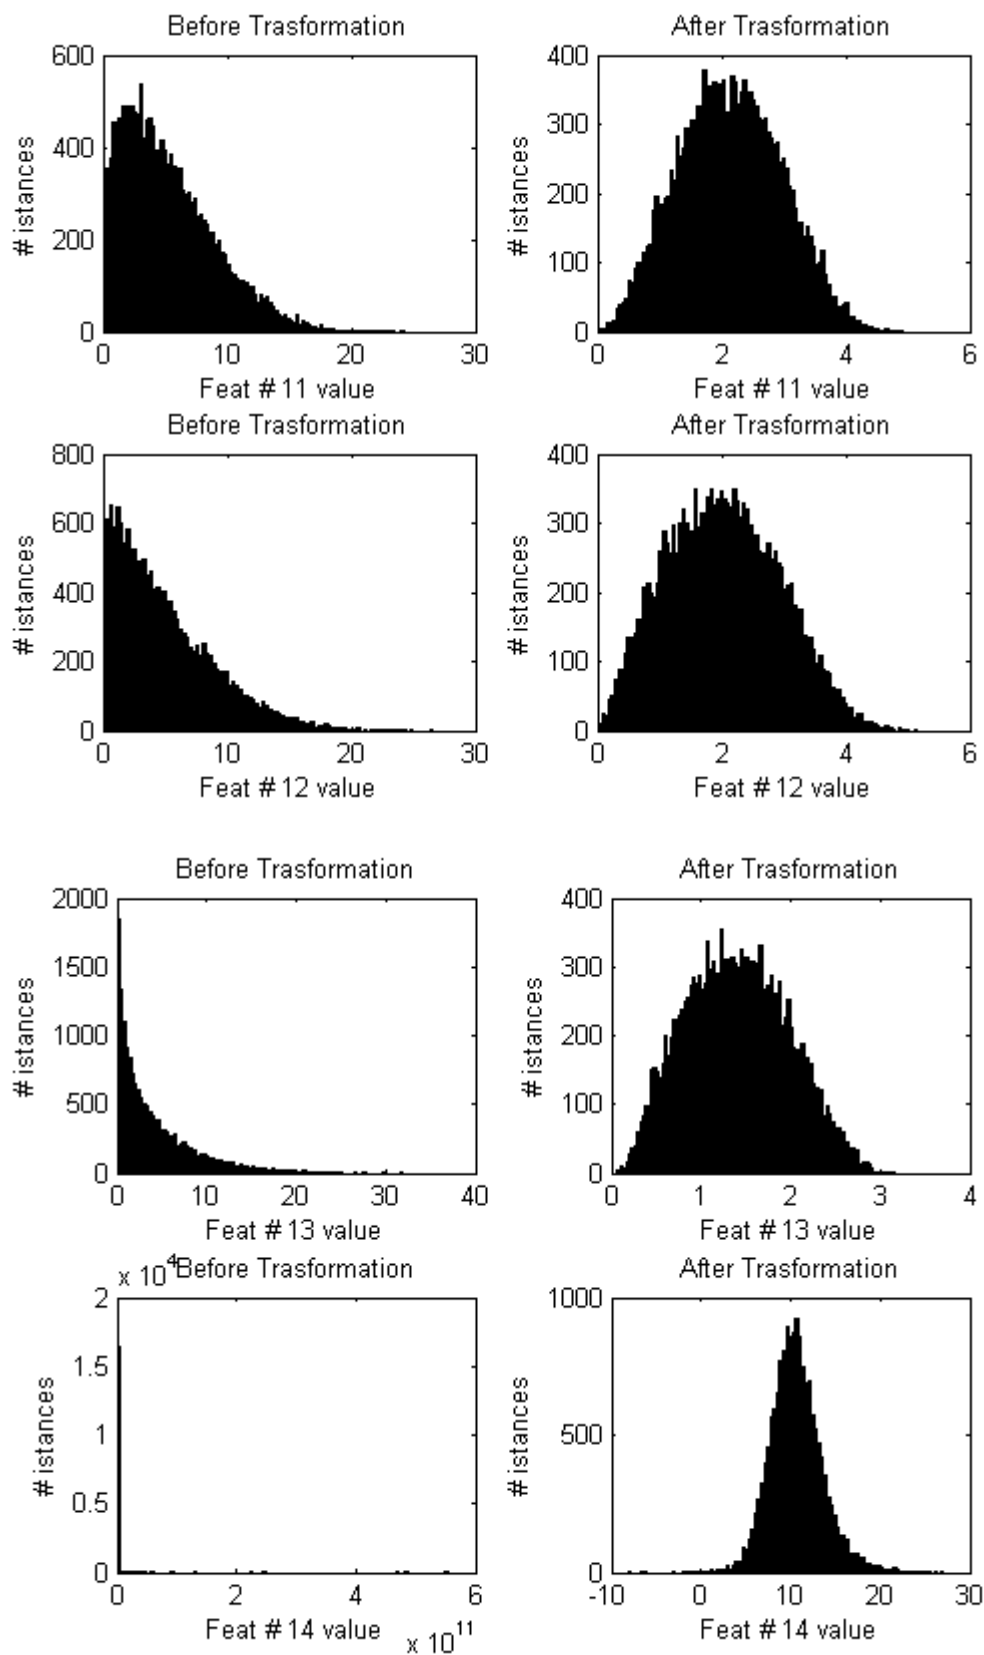 Before Trasformation
After Trasformation
600
400
200
0
# istances
0 10 20 30
Feat # 11 value
400
300
200
100
0
# istances
0 2 4 6
Feat # 11 value
Before Trasformation
After Trasformation
800
600
400
200
0
# istances
0 10 20 30
Feat # 12 value
400
300
200
100
0
# istances
0 2 4 6
Feat # 12 value
Before Trasformation
After Trasformation
2000
1500
1000
500
0
# istances
0 10 20 30 40
Feat # 13 value
400
300
200
100
0
# istances
0 1 2 3 4
Feat # 13 value
x 10^4
Before Trasformation
After Trasformation
2
1.5
1
0.5
0
# istances
0 2 4 6
Feat # 14 value
x 10^11
1000
500
0
# istances
-10 0 10 20 30
Feat # 14 value